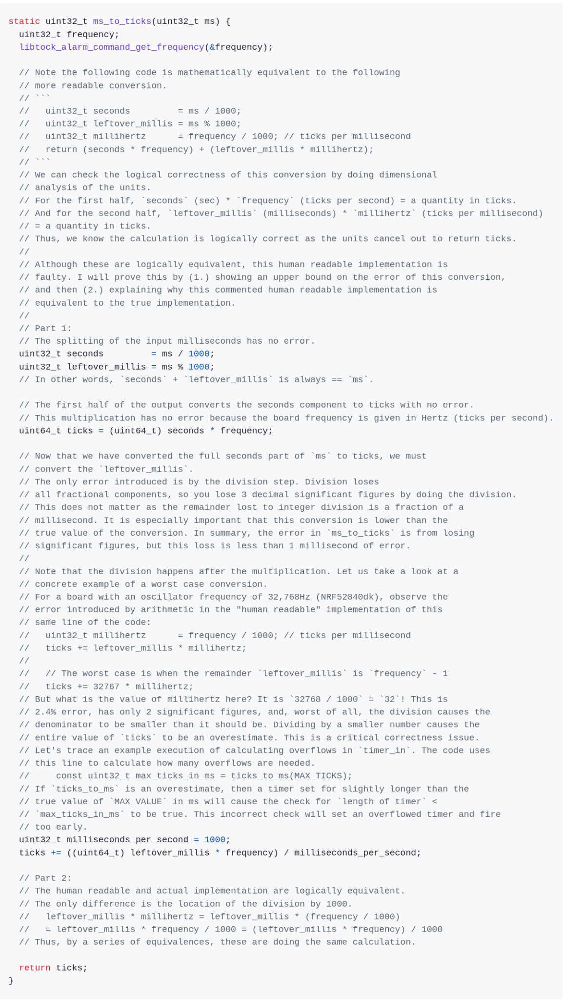 static uint32_t ms_to_ticks(uint32_t ms) {
  uint32_t frequency;
  libtock_alarm_command_get_frequency(&frequency);

  // Note the following code is mathematically equivalent to the following
  // more readable conversion.
  // ```
  //   uint32_t seconds         = ms / 1000;
  //   uint32_t leftover_millis = ms % 1000;
  //   uint32_t millihertz      = frequency / 1000; // ticks per millisecond
  //   return (seconds * frequency) + (leftover_millis * millihertz);
  // ```
  // We can check the logical correctness of this conversion by doing dimensional
  // analysis of the units.
  // For the first half, `seconds` (sec) * `frequency` (ticks per second) = a quantity in ticks.
  // And for the second half, `leftover_millis` (milliseconds) * `millihertz` (ticks per millisecond)
  // = a quantity in ticks.
  // Thus, we know the calculation is logically correct as the units cancel out to return ticks.
  //
  // Although these are logically equivalent, this human readable implementation is
  // faulty. I will prove this by (1.) showing an upper bound on the error of this conversion,
  // and then (2.) explaining why this commented human readable implementation is
  // equivalent to the true implementation.
  //
  // Part 1:
  // The splitting of the input milliseconds has no error.
  uint32_t seconds         = ms / 1000;
  uint32_t leftover_millis = ms % 1000;
  // In other words, `seconds` + `leftover_millis` is always == `ms`.

  // The first half of the output converts the seconds component to ticks with no error.
  // This multiplication has no error because the board frequency is given in Hertz (ticks per second).
  uint64_t ticks = (uint64_t) seconds * frequency;

  // Now that we have converted the full seconds part of `ms` to ticks, we must
  // convert the `leftover_millis`.
  // The only error introduced is by the division step. Division loses
  // all fractional components, so you lose 3 decimal significant figures by doing the division.
  // This does not matter as the remainder lost to integer division is a fraction of a
  // millisecond. It is especially important that this conversion is lower than the
  // true value of the conversion. In summary, the error in `ms_to_ticks` is from losing
  // significant figures, but this loss is less than 1 millisecond of error.
  //
  // Note that the division happens after the multiplication. Let us take a look at a
  // concrete example of a worst case conversion.
  // For a board with an oscillator frequency of 32,768Hz (NRF52840dk), observe the
  // error introduced by arithmetic in the "human readable" implementation of this
  // same line of the code:
  //   uint32_t millihertz      = frequency / 1000; // ticks per millisecond
  //   ticks += leftover_millis * millihertz;
  //
  //   // The worst case is when the remainder `leftover_millis` is `frequency` - 1
  //   ticks += 32767 * millihertz;
  // But what is the value of millihertz here? It is `32768 / 1000` = `32`! This is
  // 2.4% error, has only 2 significant figures, and, worst of all, the division causes the
  // denominator to be smaller than it should be. Dividing by a smaller number causes the
  // entire value of `ticks` to be an overestimate. This is a critical correctness issue.
  // Let's trace an example execution of calculating overflows in `timer_in`. The code uses
  // this line to calculate how many overflows are needed.
  //     const uint32_t max_ticks_in_ms = ticks_to_ms(MAX_TICKS);
  // If `ticks_to_ms` is an overestimate, then a timer set for slightly longer than the
  // true value of `MAX_VALUE` in ms will cause the check for `length of timer` <
  // `max_ticks_in_ms` to be true. This incorrect check will set an overflowed timer and fire
  // too early.
  uint32_t milliseconds_per_second = 1000;
  ticks += ((uint64_t) leftover_millis * frequency) / milliseconds_per_second;

  // Part 2:
  // The human readable and actual implementation are logically equivalent.
  // The only difference is the location of the division by 1000.
  //   leftover_millis * millihertz = leftover_millis * (frequency / 1000)
  //   = leftover_millis * frequency / 1000 = (leftover_millis * frequency) / 1000
  // Thus, by a series of equivalences, these are doing the same calculation.

  return ticks;
}